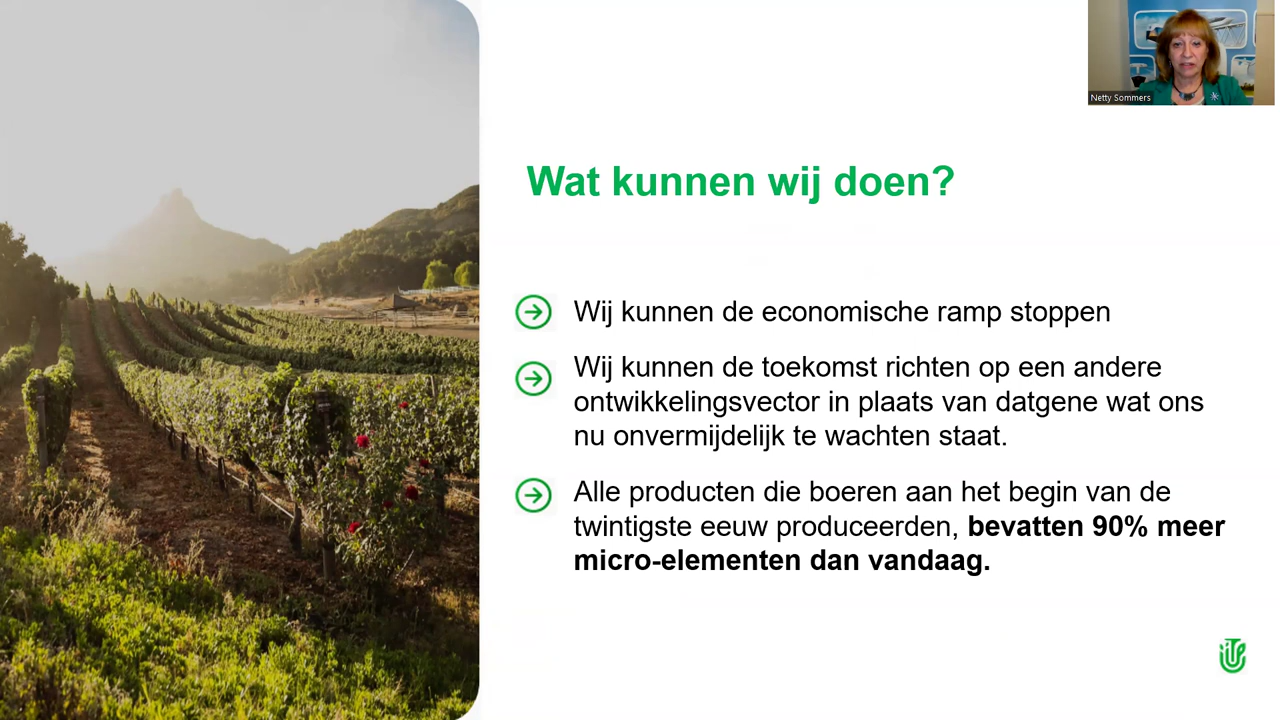 Netty Sommers
Wat kunnen wij doen?
Wij kunnen de economische ramp stoppen
Wij kunnen de toekomst richten op een andere
ontwikkelingsvector in plaats van datgene wat ons
nu onvermijdelijk te wachten staat.
Alle producten die boeren aan het begin van de
twintigste eeuw produceerden, bevatten 90% meer
micro-elementen dan vandaag.